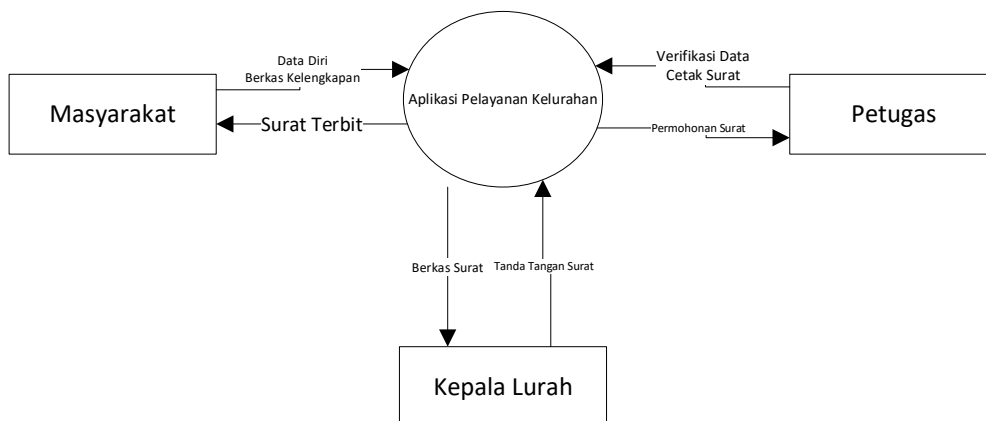 Data Diri
Berkas Kelengkapan
Verifikasi Data
Cetak Surat
Masyarakat
Aplikasi Pelayanan Kelurahan
Petugas
Surat Terbit
Permohonan Surat
Berkas Surat
Tanda Tangan Surat
Kepala Lurah